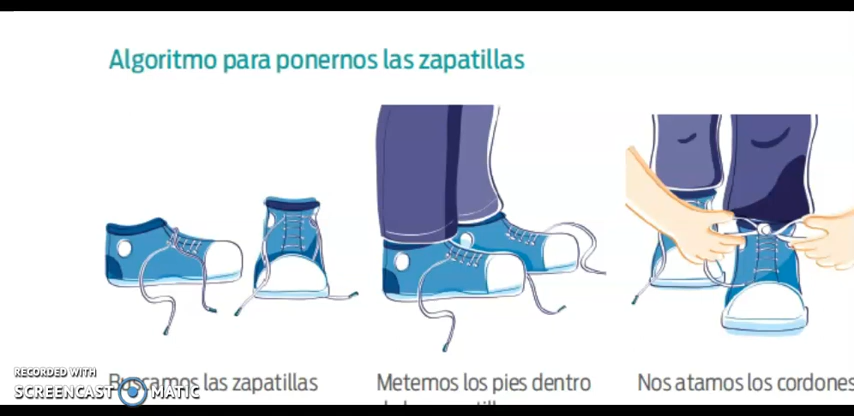 Algoritmo para ponernos las zapatillas
Buscamos las zapatillas
Metemos los pies dentro
Nos atamos los cordones
RECORDED WITH
SCREENCAST MATIC